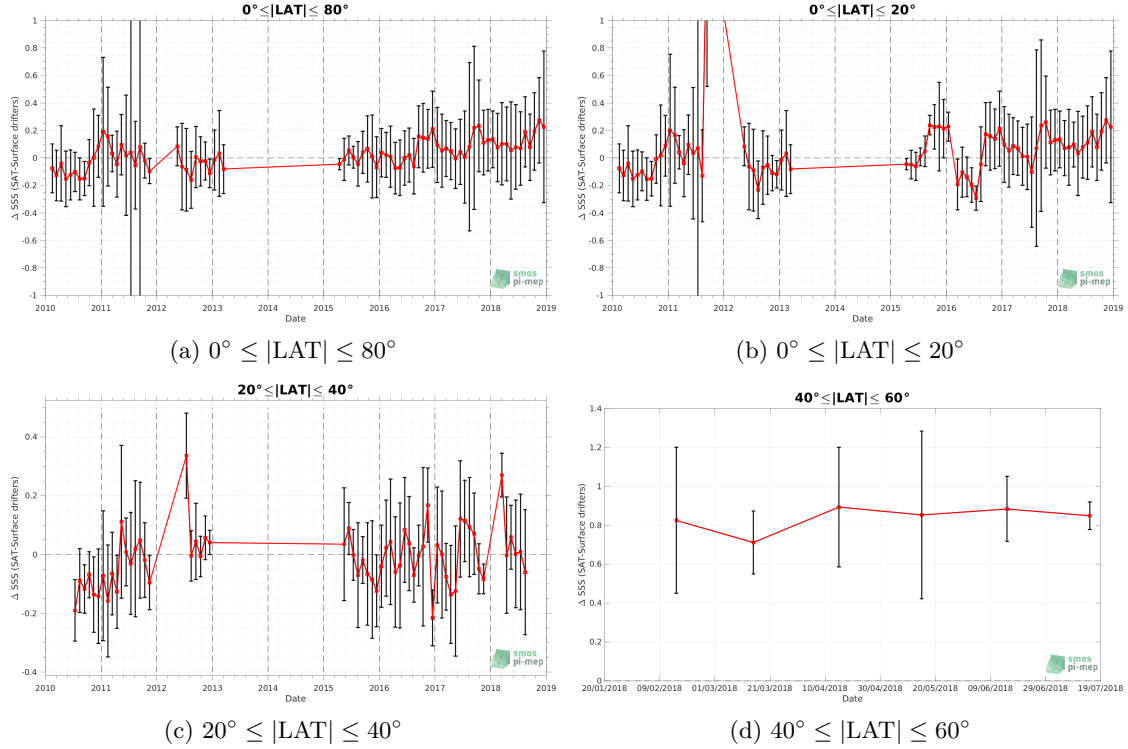 0°≤|LAT|≤ 80°
1
0.8
0.6
0.4
0.2
0
-0.2
-0.4
-0.6
-0.8
-1
Δ SSS (SAT-Surface drifters)
2010 2011 2012 2013 2014 2015 2016 2017 2018 2019
Date
smos
pi-mep
(a) 0° ≤ |LAT| ≤ 80°
0°≤|LAT|≤ 20°
1
0.8
0.6
0.4
0.2
0
-0.2
-0.4
-0.6
-0.8
-1
Δ SSS (SAT-Surface drifters)
2010 2011 2012 2013 2014 2015 2016 2017 2018 2019
Date
smos
pi-mep
(b) 0° ≤ |LAT| ≤ 20°
20°≤|LAT|≤ 40°
0.4
0.2
0
-0.2
-0.4
Δ SSS (SAT-Surface drifters)
2010 2011 2012 2013 2014 2015 2016 2017 2018 2019
Date
smos
pi-mep
(c) 20° ≤ |LAT| ≤ 40°
40°≤|LAT|≤ 60°
1.4
1.2
1
0.8
0.6
0.4
0.2
0
Δ SSS (SAT-Surface drifters)
20/01/2018 09/02/2018 01/03/2018 21/03/2018 10/04/2018 30/04/2018 20/05/2018 09/06/2018 29/06/2018 19/07/2018
Date
smos
pi-mep
(d) 40° ≤ |LAT| ≤ 60°